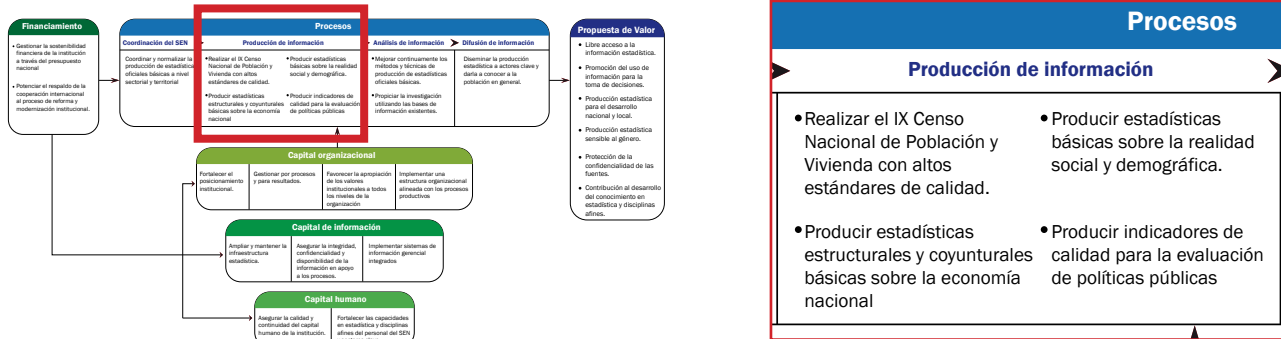 Financiamiento
• Gestionar la sostenibilidad
financiera de la institución
a través del presupuesto
nacional
• Potenciar el respaldo de la
cooperación internacional
al proceso de reforma y
modernización institucional.
Procesos
Coordinación del SEN
Coordinar y normalizar la
producción de estadística
oficiales básicas a nivel
sectorial y territorial
Producción de información
•Realizar el IX Censo
Nacional de Población y
Vivienda con altos
estándares de calidad.
•Producir estadísticas
estructurales y coyunturales
básicas sobre la economía
nacional
•Producir estadísticas
básicas sobre la realidad
social y demográfica.
•Producir indicadores de
calidad para la evaluación
de políticas públicas
Análisis de información
•Mejorar continuamente los
métodos y técnicas de
producción de estadísticas
oficiales básicas.
•Propiciar la investigación
utilizando las bases de
información existentes.
Difusión de información
Diseminar la producción
estadística a actores clave y
darla a conocer a la
población en general.
Propuesta de Valor
• Libre acceso a la
información estadística.
• Promoción del uso de
información para la
toma de decisiones.
• Producción estadística
para el desarrollo
nacional y local.
• Producción estadística
sensible al género.
• Protección de la
confidencialidad de las
fuentes.
• Contribución al desarrollo
del conocimiento en
estadística y disciplinas
afines.
Capital organizacional
Fortalecer el
posicionamiento
institucional.
Gestionar por procesos
y para resultados.
Favorecer la apropiación
de los valores
institucionales a todos
los niveles de la
organización
Implementar una
estructura organizacional
alineada con los procesos
productivos
Capital de información
Ampliar y mantener la
infraestructura
estadística.
Asegurar la integridad,
confidencialidad y
disponibilidad de la
información en apoyo
a los procesos.
Implementar sistemas de
información gerencial
integrados
Capital humano
Asegurar la calidad y
continuidad del capital
humano de la institución.
Fortalecer las capacidades
en estadística y disciplinas
afines del personal del SEN
Procesos
Producción de información
•Realizar el IX Censo
Nacional de Población y
Vivienda con altos
estándares de calidad.
•Producir estadísticas
estructurales y coyunturales
básicas sobre la economía
nacional
•Producir estadísticas
básicas sobre la realidad
social y demográfica.
•Producir indicadores de
calidad para la evaluación
de políticas públicas